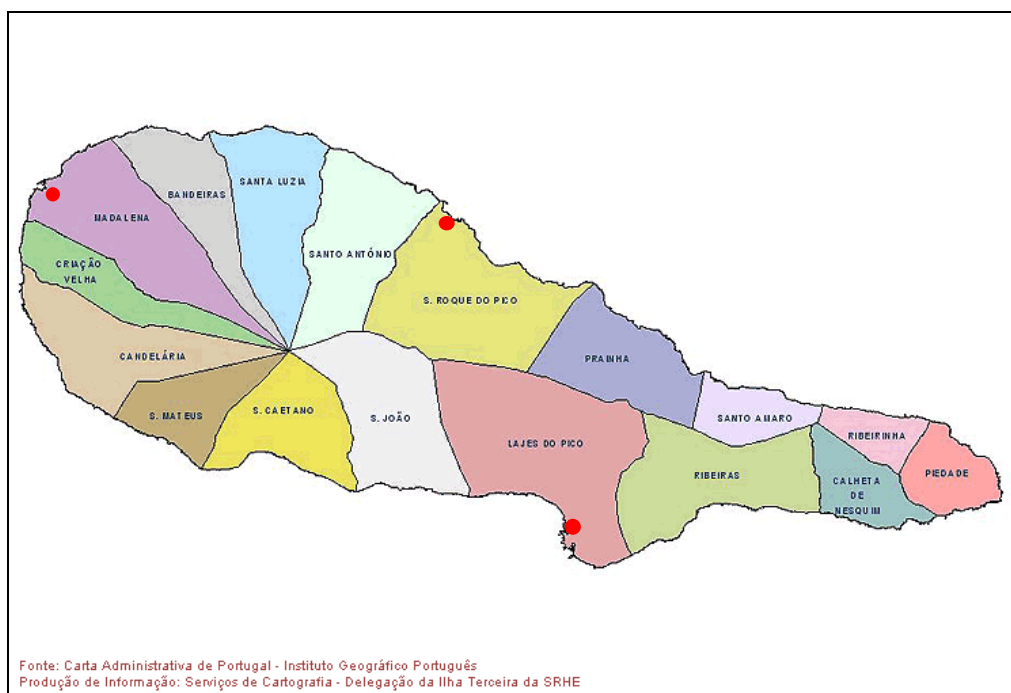 SANTA LUZIA
BANDEIRAS
MADALENA
SANTO ANTÓNIO
CRIAÇÃO
VELHA
S. ROQUE DO PICO
CANDELÁRIA
PRAINHA
S. MATEUS
S. CAETANO
S. JOÃO
SANTO AMARO
LAJES DO PICO
RIBEIRINHA
RIBEIRAS
PIEDADE
CALHETA
DE
NESQUIM
Fonte: Carta Administrativa de Portugal - Instituto Geográfico Português
Produção de Informação: Serviços de Cartografia - Delegação da Ilha Terceira da SRHE